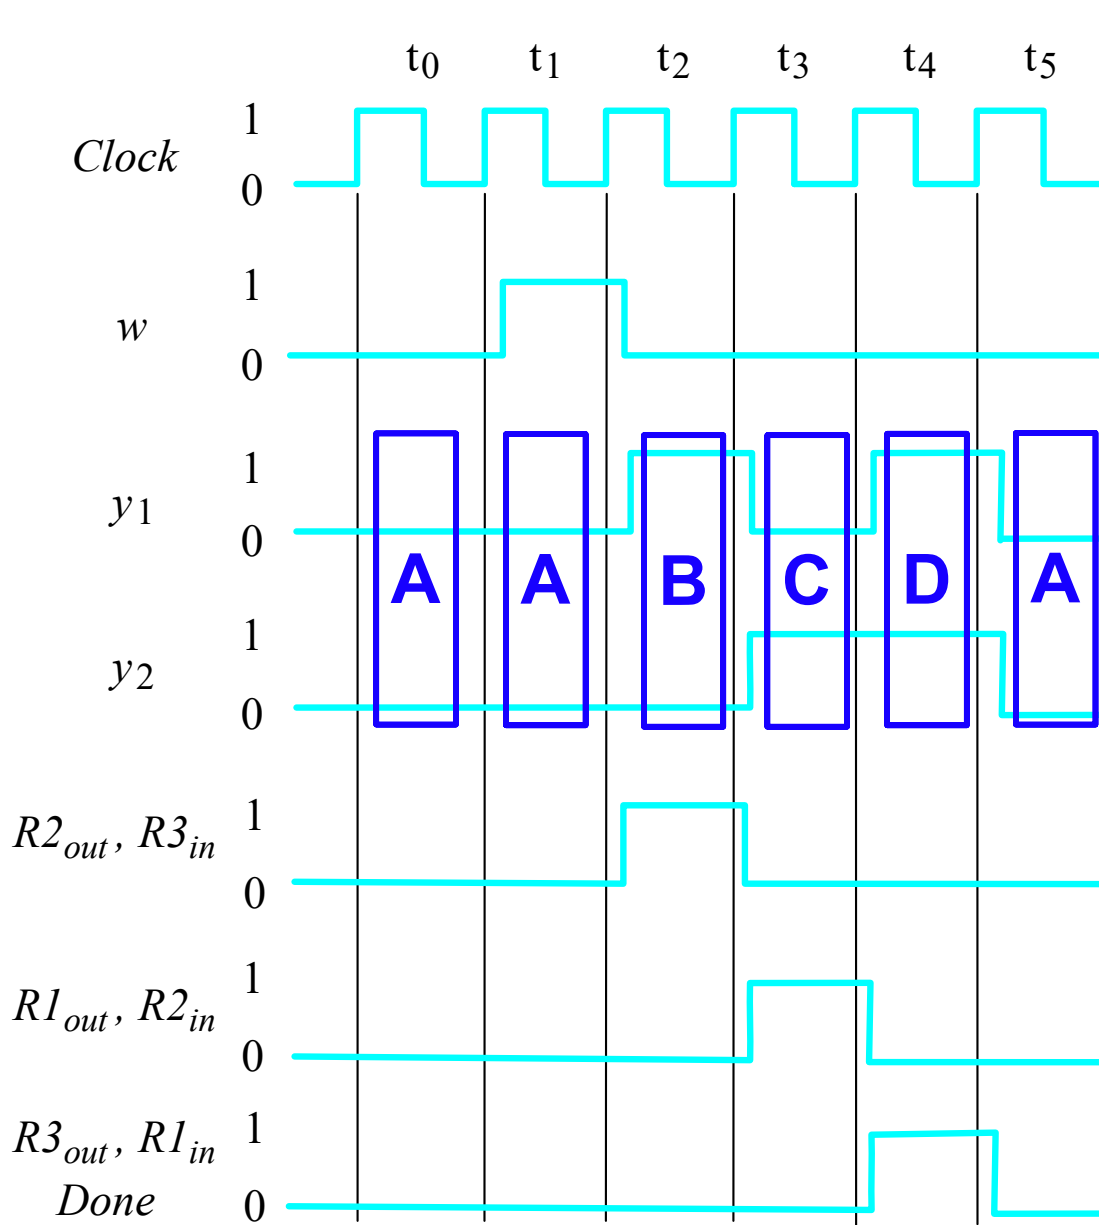 t0 t1 t2 t3 t4 t5
1
Clock
0
1
w
0
1
y1
0
A A B C D A
1
y2
0
1
R2out, R3in
0
1
R1out, R2in
0
1
R3out, R1in
Done
0